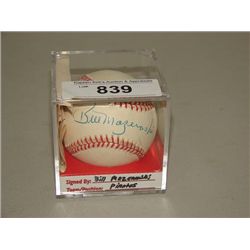 LOT
839
Bill Mazeroski
Signed By: Bill Mazeroski
Team/Position: Pirates